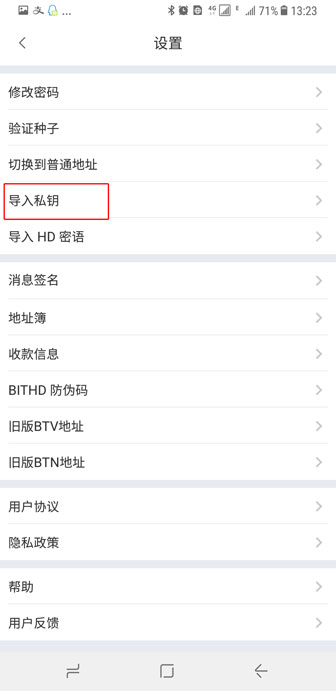 ... 4G E 71% 13:23
设置
修改密码
验证种子
切换到普通地址
导入私钥
导入 HD 密语
消息签名
地址簿
收款信息
BITHD 防伪码
旧版BTV地址
旧版BTN地址
用户协议
隐私政策
帮助
用户反馈